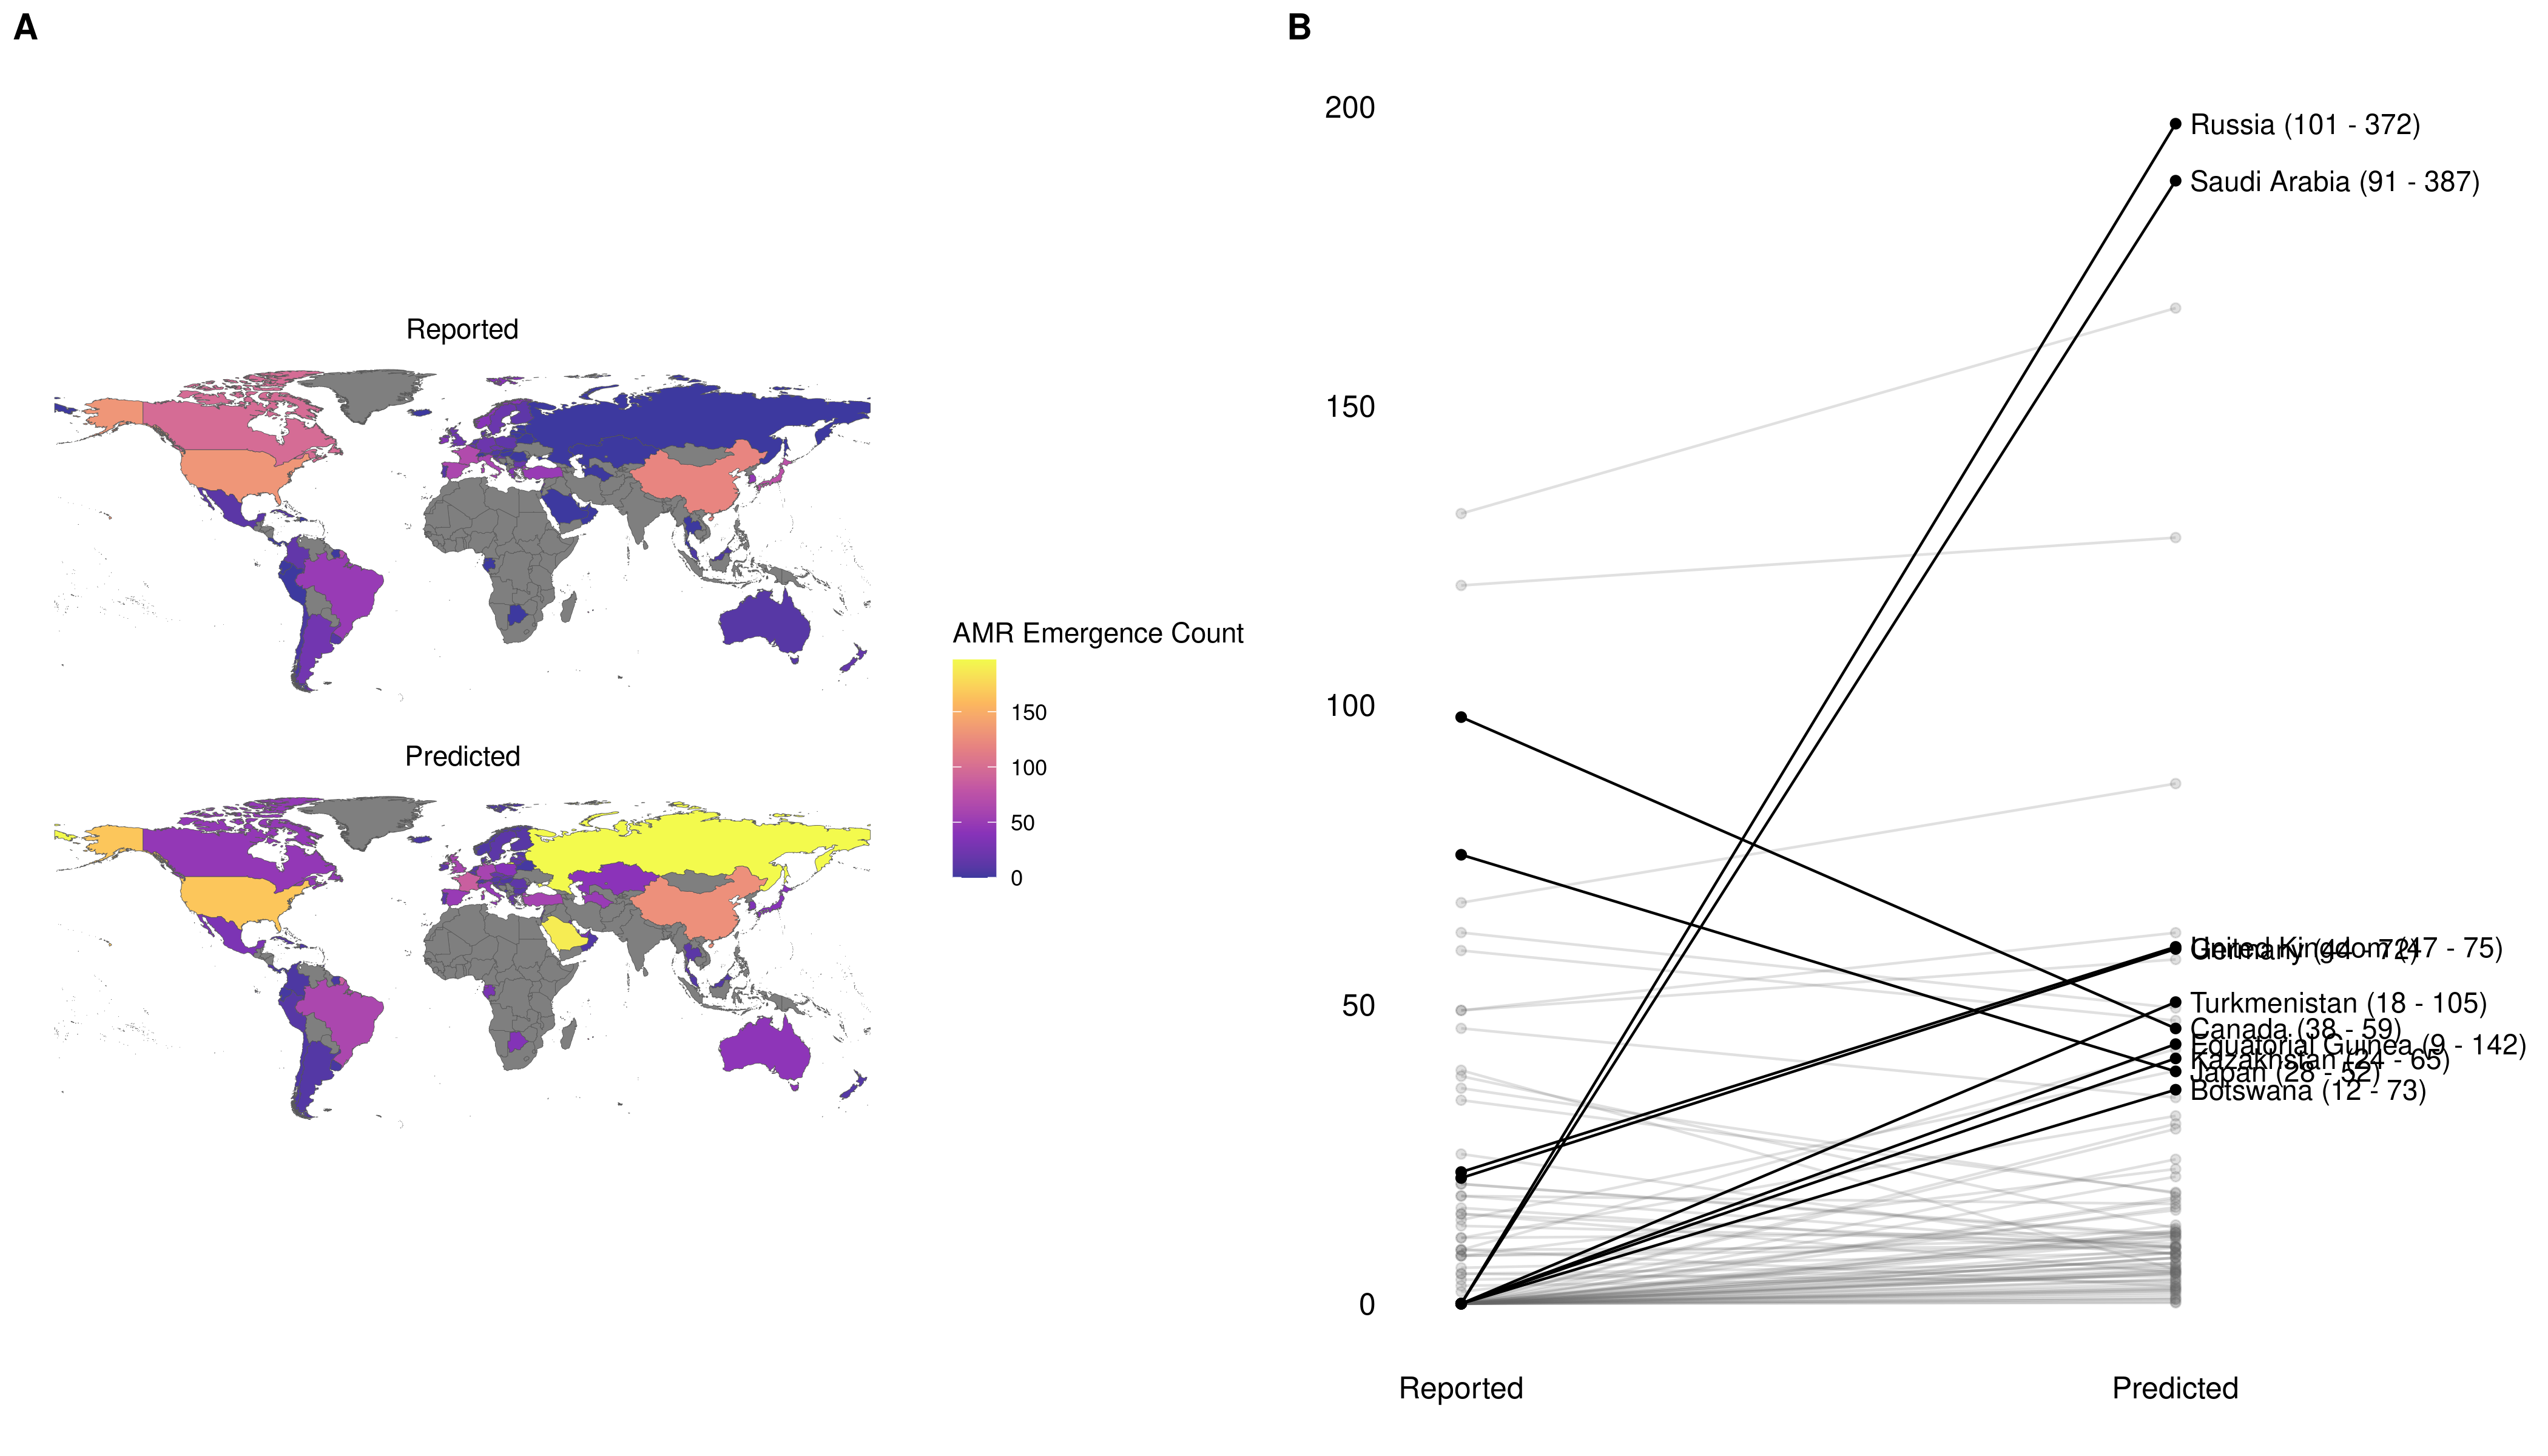 A
Reported
Predicted
AMR Emergence Count
150
100
50
0
B
200
150
100
50
0
Russia (101 - 372)
Saudi Arabia (91 - 387)
United Kingdom (47 - 75)
Germany (44 - 72)
Turkmenistan (18 - 105)
Canada (38 - 59)
Equatorial Guinea (9 - 142)
Kazakhstan (24 - 65)
Japan (28 - 52)
Botswana (12 - 73)
Reported
Predicted